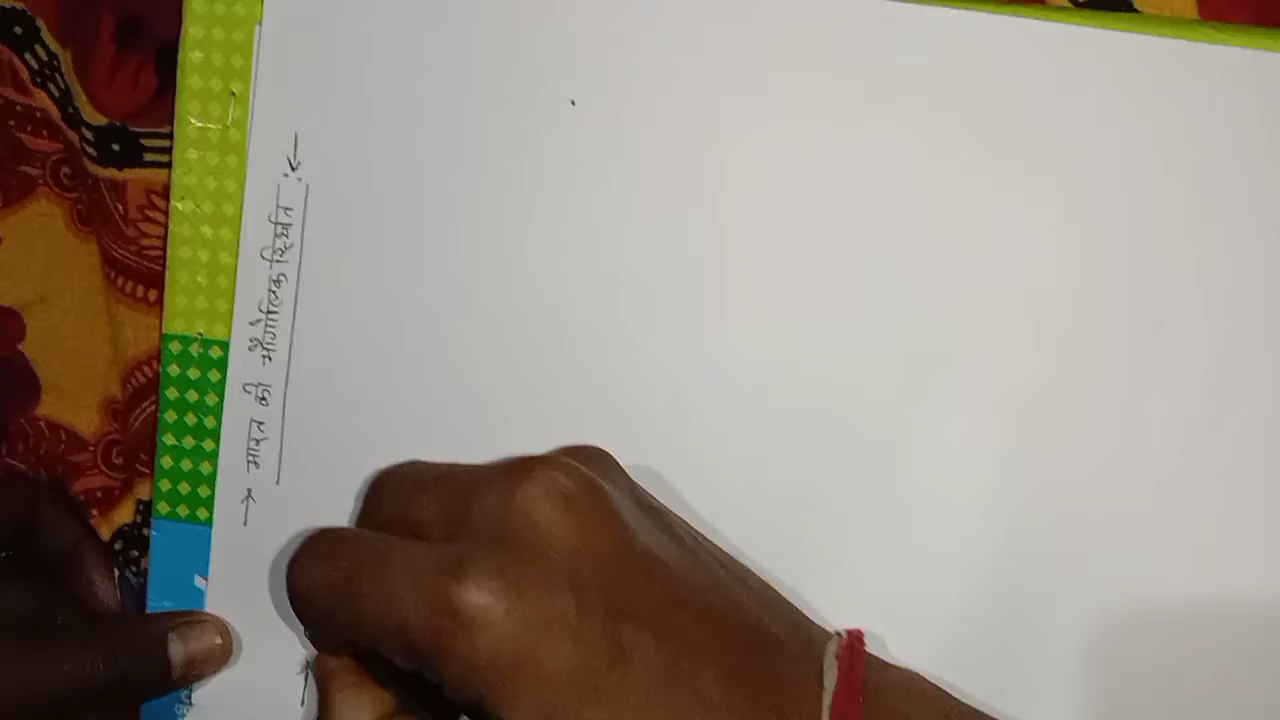 → भारत की भौगोलिक स्थिति :←
→